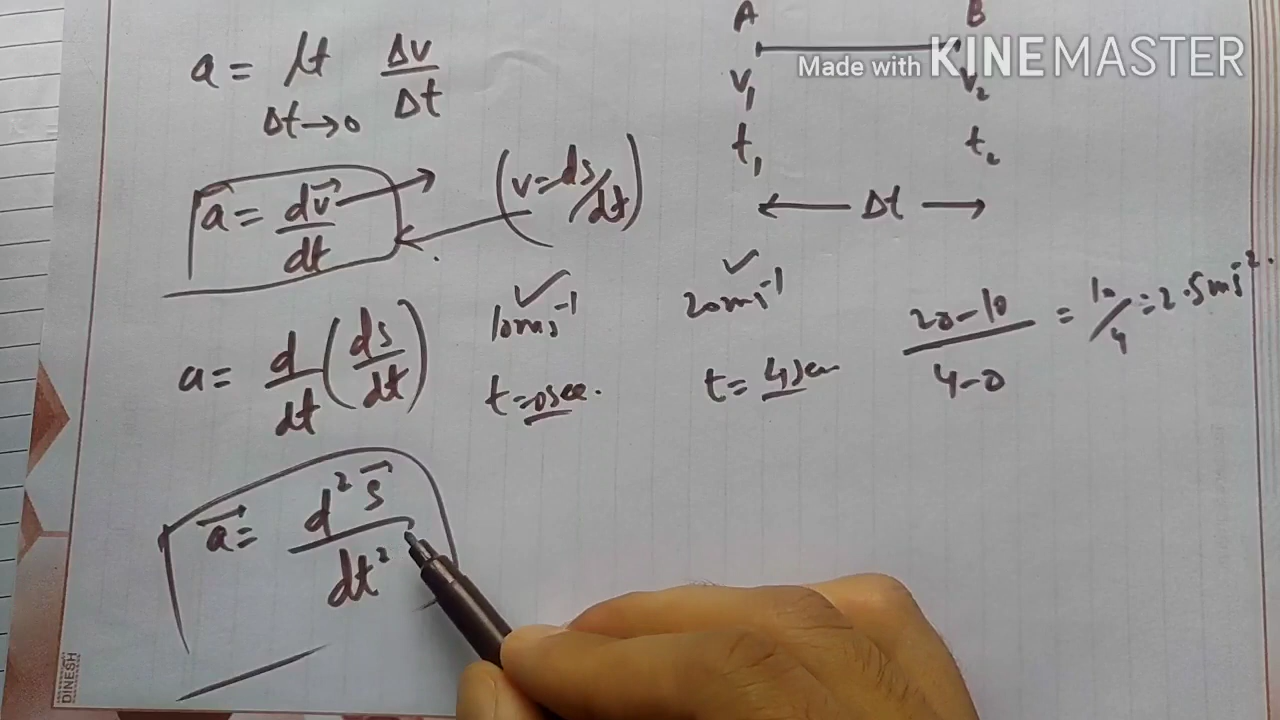 A B
Made with KINEMASTER
a = lt Δv/Δt
Δt→0
v₁ v₂
t₁ t₂
a⃗ = dv⃗/dt (v=ds/dt)
← Δt →
10ms⁻¹ 20ms⁻¹ 20-10/4-0 = 10/4 = 2.5ms⁻².
a = d/dt (ds/dt) t=0sec. t= 4sec
a⃗ = d²s⃗/dt²
DINESH